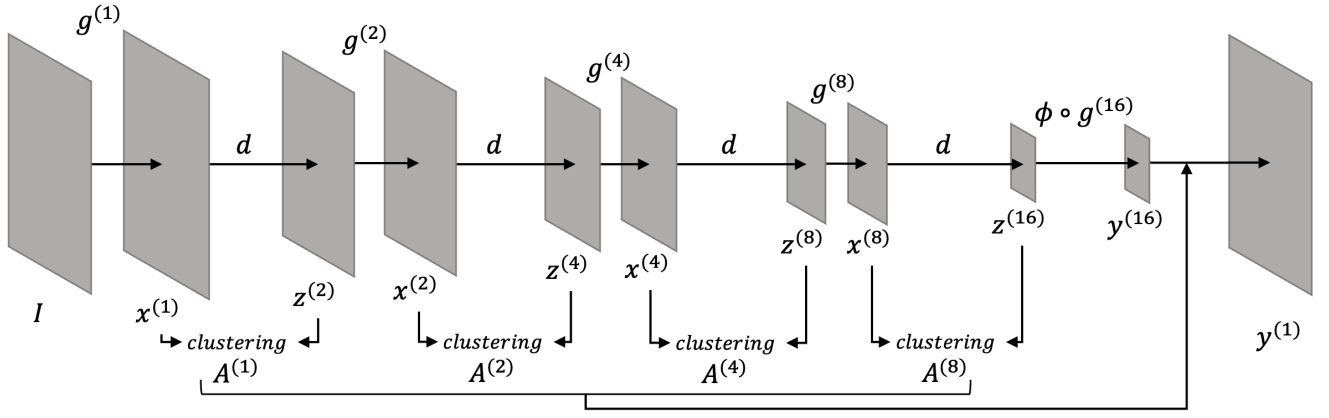 g^(1)
g^(2)
g^(4)
g^(8)
ϕ ∘ g^(16)
d
d
d
d
I
x^(1)
z^(2)
x^(2)
z^(4)
x^(4)
z^(8)
x^(8)
z^(16)
y^(16)
y^(1)
clustering
clustering
clustering
clustering
A^(1)
A^(2)
A^(4)
A^(8)